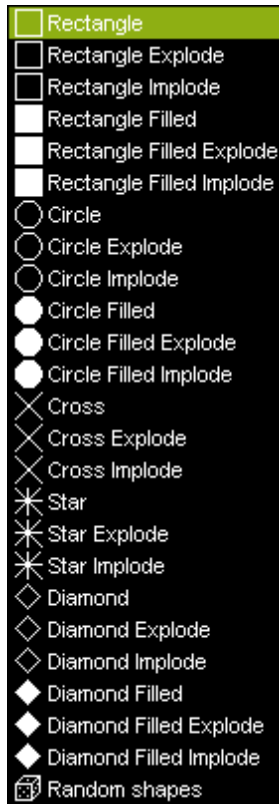 Rectangle
Rectangle Explode
Rectangle Implode
Rectangle Filled
Rectangle Filled Explode
Rectangle Filled Implode
Circle
Circle Explode
Circle Implode
Circle Filled
Circle Filled Explode
Circle Filled Implode
Cross
Cross Explode
Cross Implode
Star
Star Explode
Star Implode
Diamond
Diamond Explode
Diamond Implode
Diamond Filled
Diamond Filled Explode
Diamond Filled Implode
Random shapes